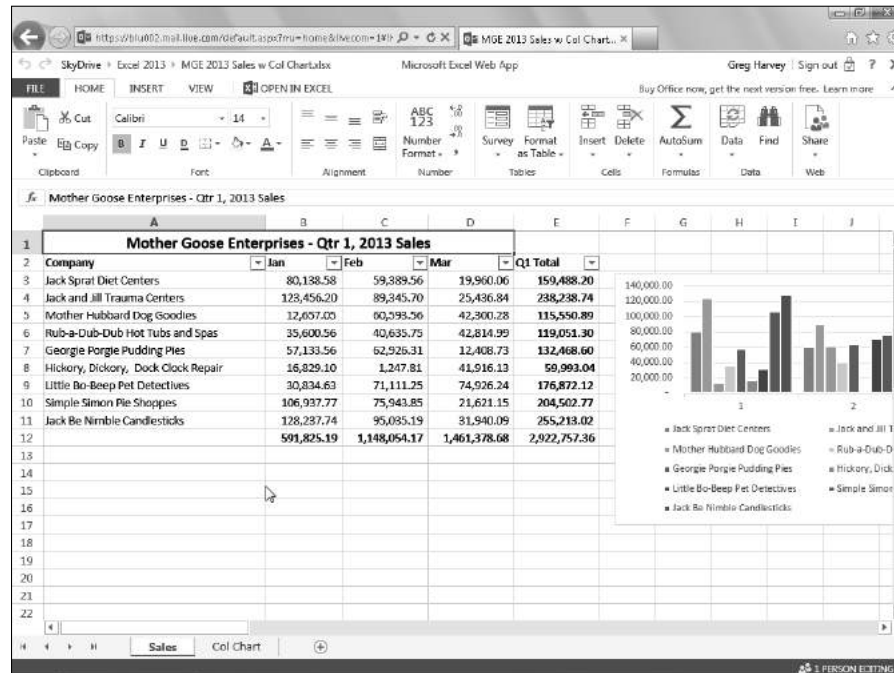 MGE 2013 Sales w Col Chart...
SkyDrive Excel 2013 MGE 2013 Sales w Col Chart.xlsx Microsoft Excel Web App Greg Harvey Sign out ?
FILE HOME INSERT VIEW OPEN IN EXCEL Buy Office now, get the next version free. Learn more
Paste Cut Copy Calibri 14 B I U D A ABC 123 Number Format Survey Format as Table Insert Delete AutoSum Data Find Share
Clipboard Font Alignment Number Tables Cells Formulas Data Web
fx Mother Goose Enterprises - Qtr 1, 2013 Sales
A B C D E F G H I J
1 Mother Goose Enterprises - Qtr 1, 2013 Sales
2 Company Jan Feb Mar Q1 Total
3 Jack Sprat Diet Centers 80,138.58 59,389.56 19,960.06 159,488.20
4 Jack and Jill Trauma Centers 123,456.20 89,345.70 25,436.84 238,238.74
5 Mother Hubbard Dog Goodies 12,657.05 60,593.56 42,300.28 115,550.89
6 Rub-a-Dub-Dub Hot Tubs and Spas 35,600.56 40,635.75 42,814.99 119,051.30
7 Georgie Porgie Pudding Pies 57,133.56 62,926.31 12,408.73 132,468.60
8 Hickory, Dickory, Dock Clock Repair 16,829.10 1,247.81 41,916.13 59,993.04
9 Little Bo-Beep Pet Detectives 30,834.63 71,111.25 74,926.24 176,872.12
10 Simple Simon Pie Shoppes 106,937.77 75,943.85 21,621.15 204,502.77
11 Jack Be Nimble Candlesticks 128,237.74 95,035.19 31,940.09 255,213.02
12 591,825.19 1,148,054.17 1,461,378.68 2,922,757.36
13
14
15
16
17
18
19
20
21
22
140,000.00
120,000.00
100,000.00
80,000.00
60,000.00
40,000.00
20,000.00
-
1 2
Jack Sprat Diet Centers Jack and Jill T
Mother Hubbard Dog Goodies Rub-a-Dub-D
Georgie Porgie Pudding Pies Hickory, Dick
Little Bo-Beep Pet Detectives Simple Simor
Jack Be Nimble Candlesticks
Sales Col Chart
1 PERSON EDITING